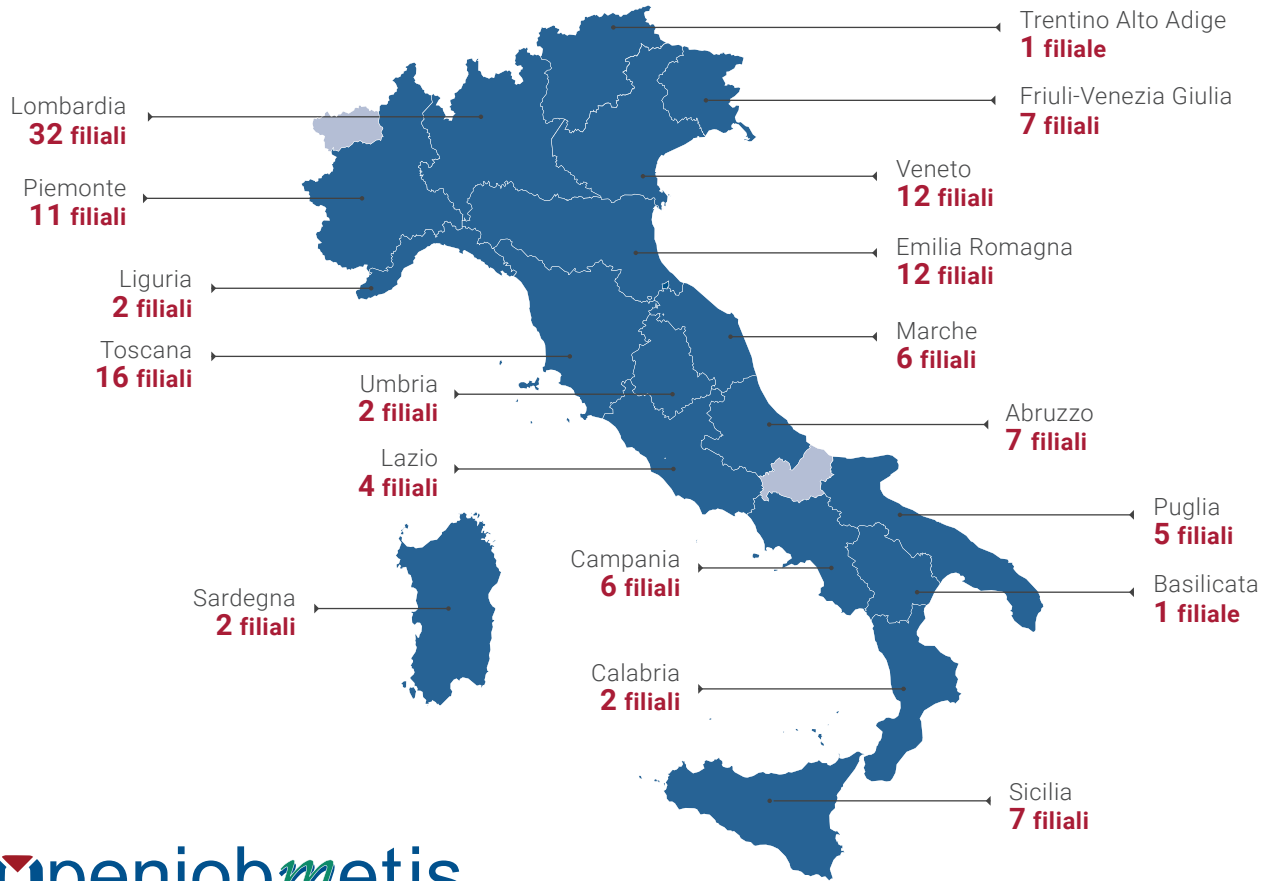 Trentino Alto Adige
1 filiale
Lombardia
32 filiali
Friuli-Venezia Giulia
7 filiali
Piemonte
11 filiali
Veneto
12 filiali
Emilia Romagna
12 filiali
Liguria
2 filiali
Marche
6 filiali
Toscana
16 filiali
Umbria
2 filiali
Abruzzo
7 filiali
Lazio
4 filiali
Puglia
5 filiali
Campania
6 filiali
Basilicata
1 filiale
Sardegna
2 filiali
Calabria
2 filiali
Sicilia
7 filiali
openjobmetis